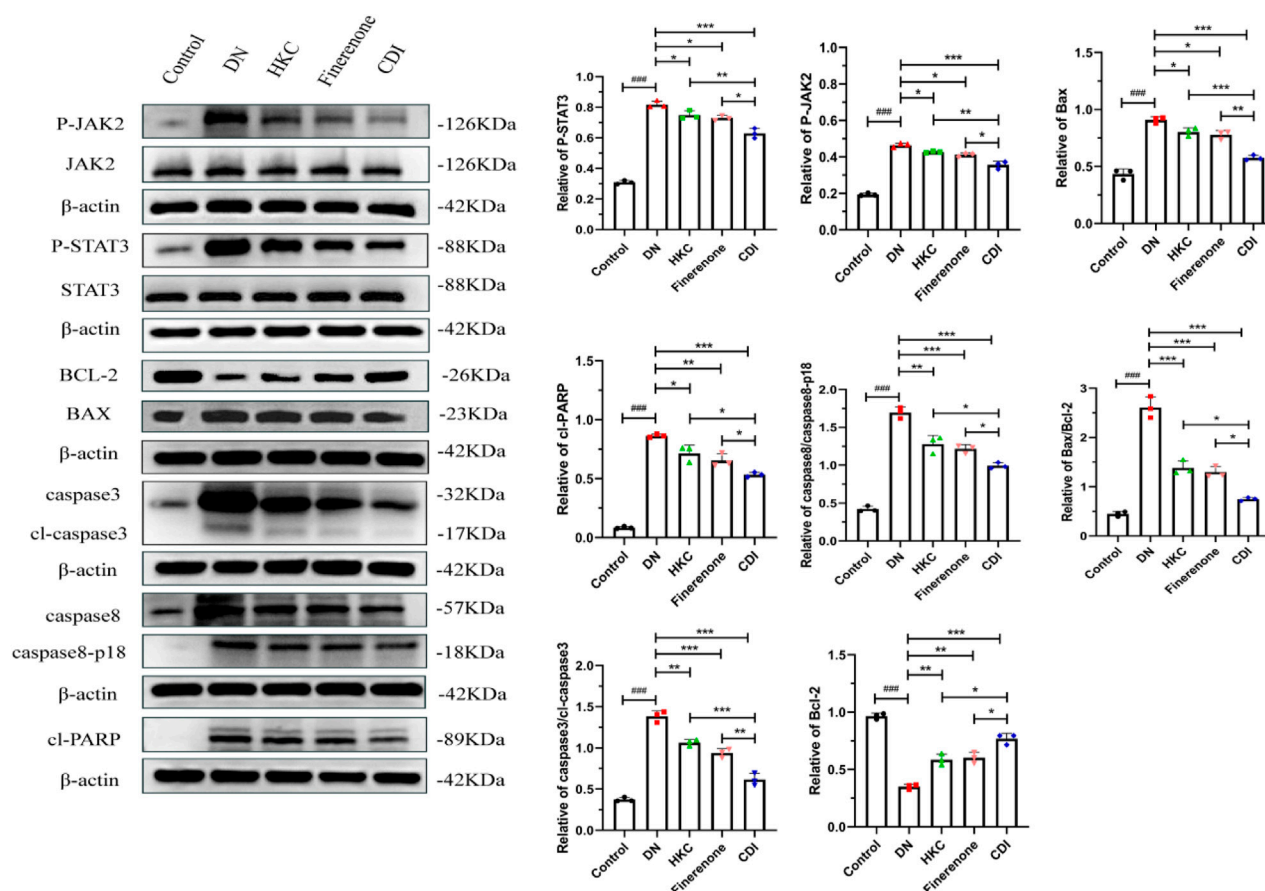 Control
DN
HKC
Finerenone
CDI
P-JAK2
-126KDa
JAK2
-126KDa
β-actin
-42KDa
P-STAT3
-88KDa
STAT3
-88KDa
β-actin
-42KDa
BCL-2
-26KDa
BAX
-23KDa
β-actin
-42KDa
caspase3
-32KDa
cl-caspase3
-17KDa
β-actin
-42KDa
caspase8
-57KDa
caspase8-p18
-18KDa
β-actin
-42KDa
cl-PARP
-89KDa
β-actin
-42KDa
Relative of P-STAT3
1.0
0.8
0.6
0.4
0.2
0.0
###
*
*
***
**
*
Control
DN
HKC
Finerenone
CDI
Relative of P-JAK2
1.0
0.8
0.6
0.4
0.2
0.0
###
*
*
***
**
*
Control
DN
HKC
Finerenone
CDI
Relative of Bax
1.5
1.0
0.5
0.0
###
*
*
***
***
**
Control
DN
HKC
Finerenone
CDI
Relative of cl-PARP
1.5
1.0
0.5
0.0
###
*
**
***
*
*
Control
DN
HKC
Finerenone
CDI
Relative of caspase8/caspase8-p18
2.0
1.5
1.0
0.5
0.0
###
**
***
***
*
*
Control
DN
HKC
Finerenone
CDI
Relative of Bax/Bcl-2
3
2
1
0
###
***
***
***
*
*
Control
DN
HKC
Finerenone
CDI
Relative of caspase3/cl-caspase3
2.0
1.5
1.0
0.5
0.0
###
**
***
***
***
**
Control
DN
HKC
Finerenone
CDI
Relative of Bcl-2
1.5
1.0
0.5
0.0
###
**
**
***
*
*
Control
DN
HKC
Finerenone
CDI